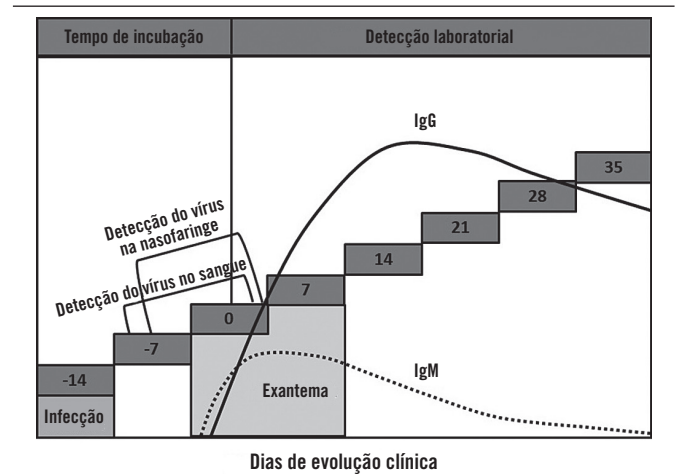 Tempo de incubação
Detecção laboratorial
IgG
35
28
21
14
7
0
-7
-14
Detecção do vírus
na nasofaringe
Detecção do vírus no sangue
IgM
Exantema
Infecção
Dias de evolução clínica